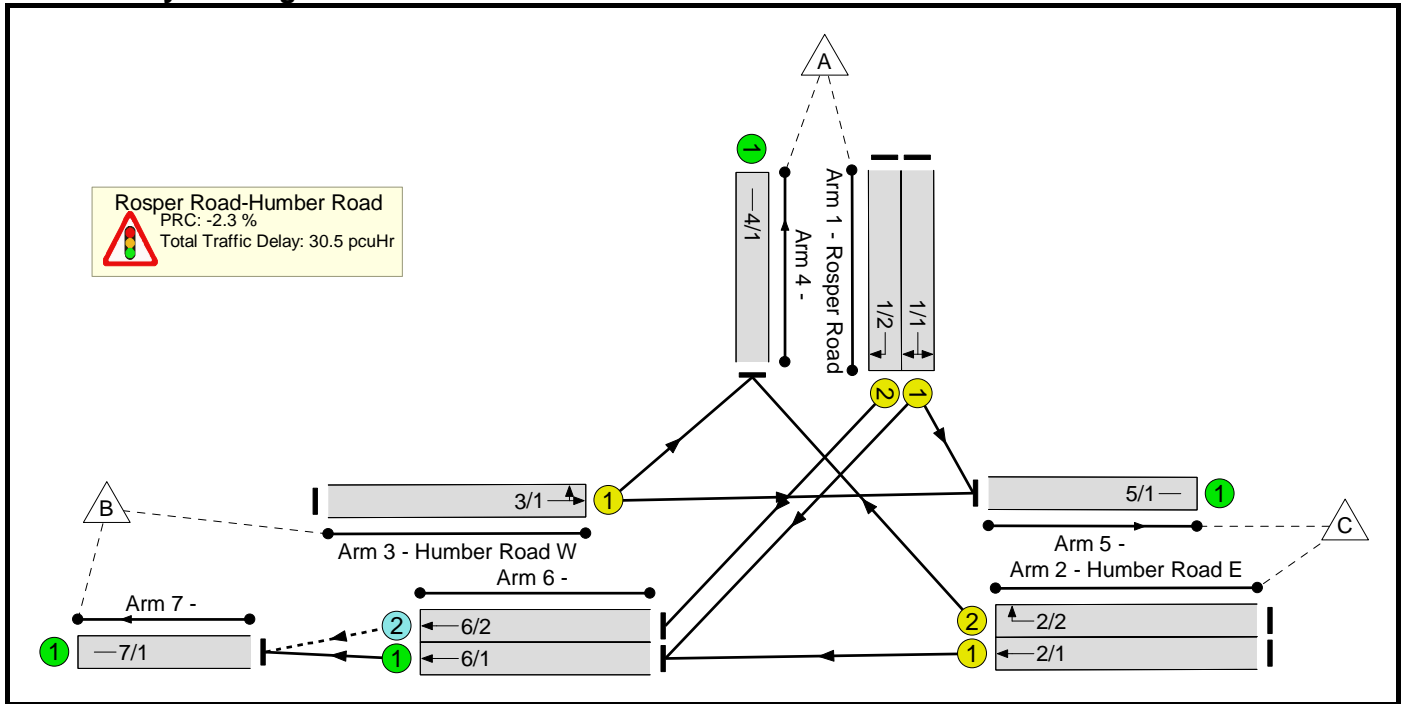 A
Rosper Road-Humber Road
PRC: -2.3 %
Total Traffic Delay: 30.5 pcuHr
1
4/1
Arm 4 -
Arm 1 - Rosper Road
1/2
1/1
2
1
B
3/1
1
Arm 3 - Humber Road W
5/1
1
Arm 5 -
C
Arm 6 -
Arm 2 - Humber Road E
Arm 7 -
2
6/2
2
2/2
1
7/1
1
6/1
1
2/1